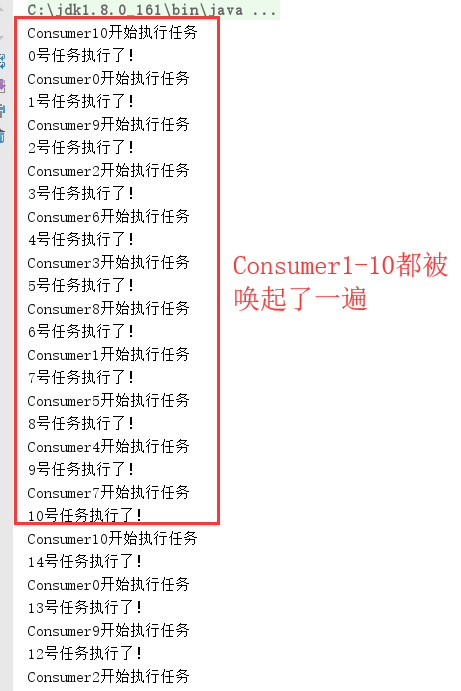 C:\jdk1.8.0_161\bin\java ...
Consumer10开始执行任务
0号任务执行了!
Consumer0开始执行任务
1号任务执行了!
Consumer9开始执行任务
2号任务执行了!
Consumer2开始执行任务
3号任务执行了!
Consumer6开始执行任务
4号任务执行了!
Consumer3开始执行任务
5号任务执行了!
Consumer8开始执行任务
6号任务执行了!
Consumer1开始执行任务
7号任务执行了!
Consumer5开始执行任务
8号任务执行了!
Consumer4开始执行任务
9号任务执行了!
Consumer7开始执行任务
10号任务执行了!
Consumer10开始执行任务
14号任务执行了!
Consumer0开始执行任务
13号任务执行了!
Consumer9开始执行任务
12号任务执行了!
Consumer2开始执行任务
Consumer1-10都被
唤起了一遍